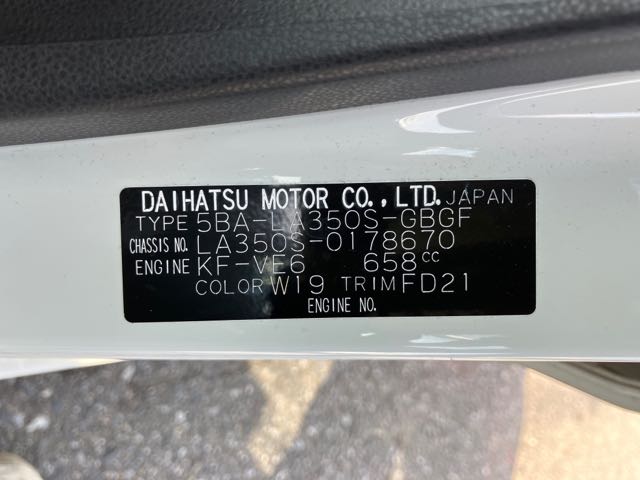 DAIHATSU MOTOR CO., LTD. JAPAN
TYPE 5BA-LA350S-GBGF
CHASSIS NO. LA350S-0178670
ENGINE KF-VE6 658cc
COLOR W19 TRIM FD21
ENGINE NO.